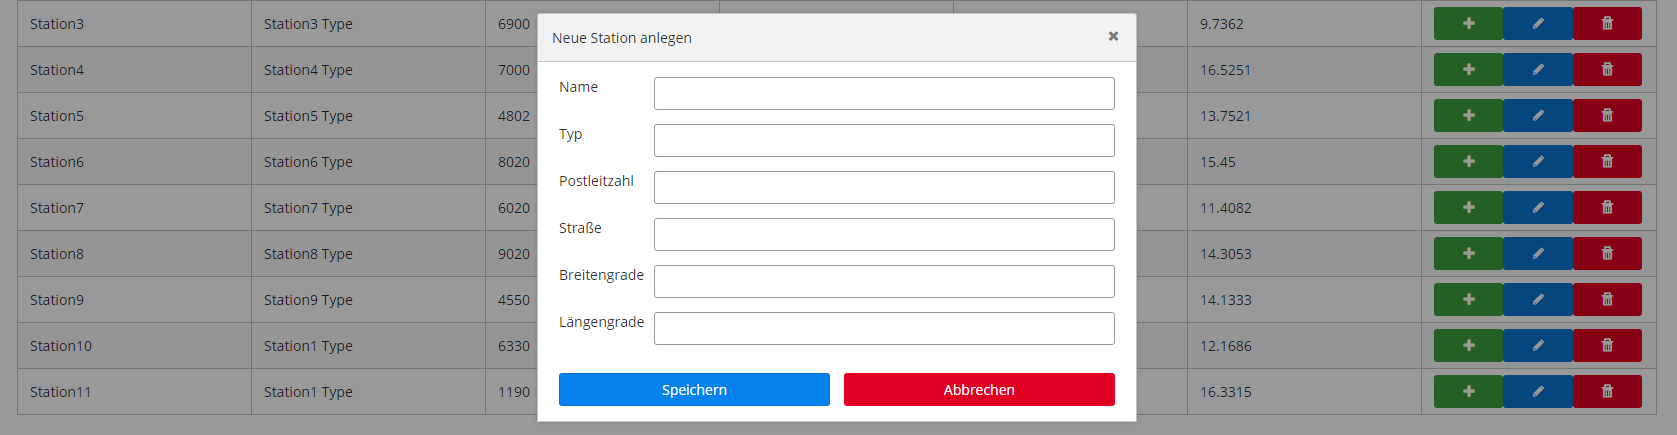 Station3 Station3 Type 6900 9.7362
Station4 Station4 Type 7000 16.5251
Station5 Station5 Type 4802 13.7521
Station6 Station6 Type 8020 15.45
Station7 Station7 Type 6020 11.4082
Station8 Station8 Type 9020 14.3053
Station9 Station9 Type 4550 14.1333
Station10 Station1 Type 6330 12.1686
Station11 Station1 Type 1190 16.3315
Neue Station anlegen
Name
Typ
Postleitzahl
Straße
Breitengrade
Längengrade
Speichern Abbrechen